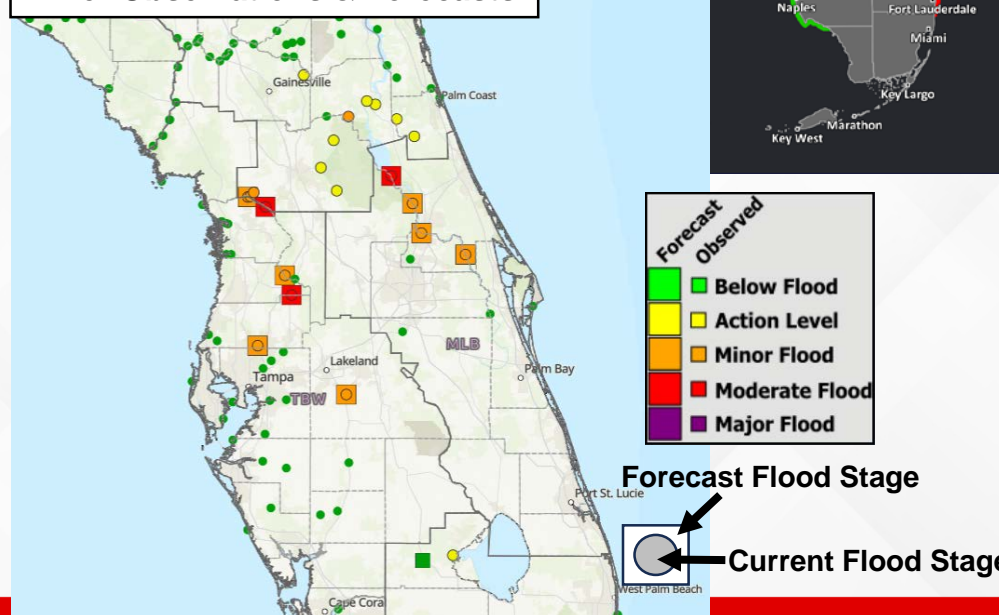 Naples
Fort Lauderdale
Miami
Key Largo
Marathon
Key West
Gainesville
Palm Coast
Forecast
Observed
Below Flood
Action Level
Minor Flood
Moderate Flood
Major Flood
MLB
Lakeland
Palm Bay
Tampa
TBW
Forecast Flood Stage
Port St. Lucie
Current Flood Stage
West Palm Beach
Cape Cora